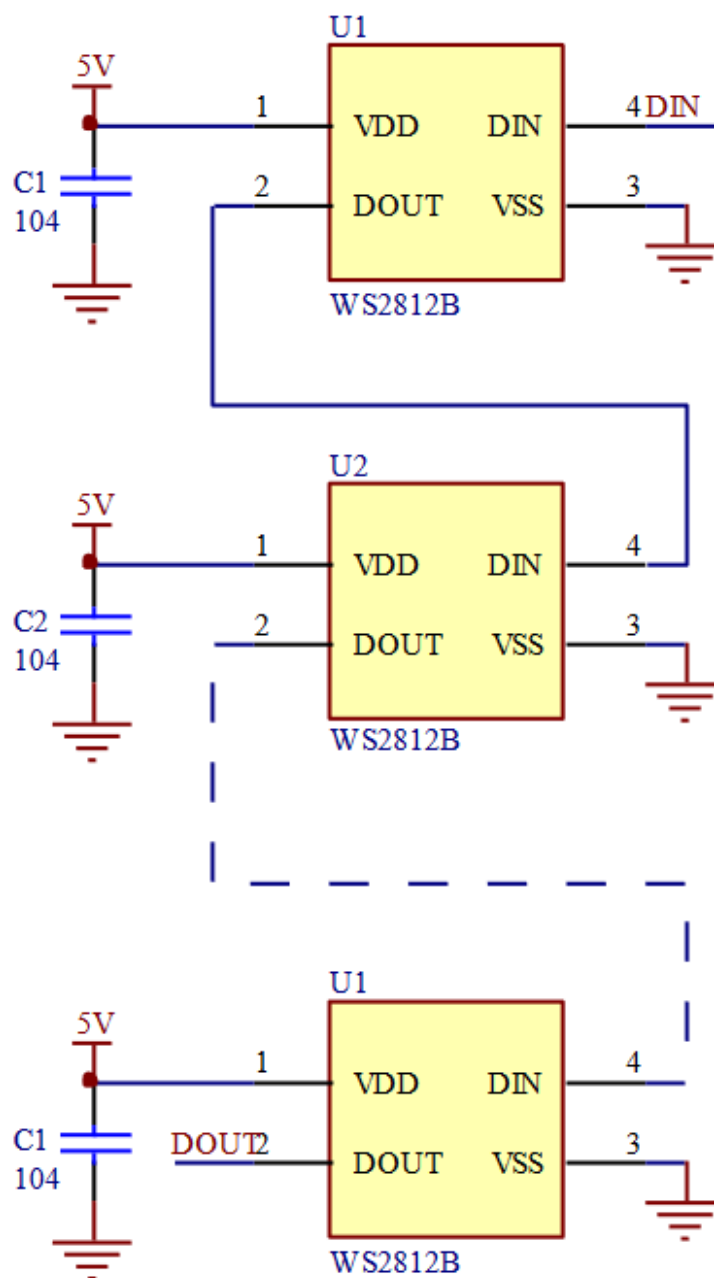 U1
5V
1 VDD DIN 4 DIN
C1
104
2 DOUT VSS 3
WS2812B
U2
5V
1 VDD DIN 4
C2
104
2 DOUT VSS 3
WS2812B
U1
5V
1 VDD DIN 4
C1
104
DOUT 2 DOUT VSS 3
WS2812B